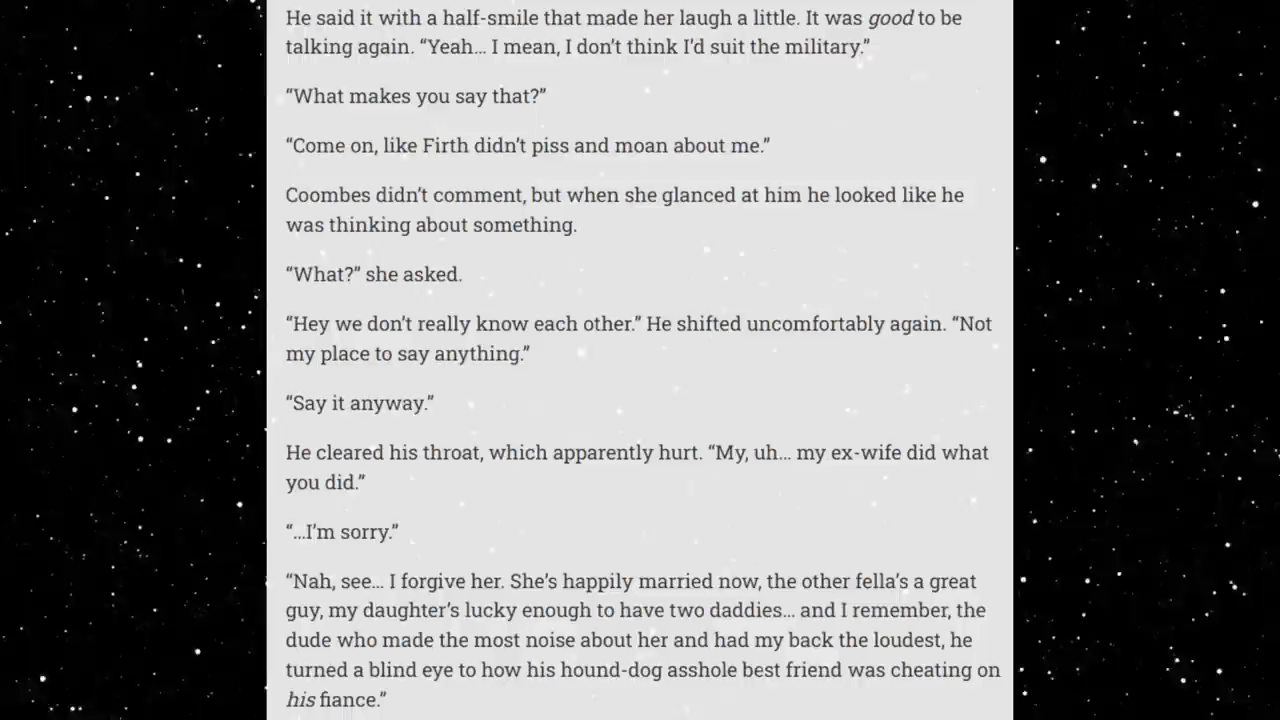 He said it with a half-smile that made her laugh a little. It was good to be
talking again. “Yeah… I mean, I don’t think I’d suit the military.”
“What makes you say that?”
“Come on, like Firth didn’t piss and moan about me.”
Coombes didn’t comment, but when she glanced at him he looked like he
was thinking about something.
“What?” she asked.
“Hey we don’t really know each other.” He shifted uncomfortably again. “Not
my place to say anything.”
“Say it anyway.”
He cleared his throat, which apparently hurt. “My, uh… my ex-wife did what
you did.”
“…I’m sorry.”
“Nah, see… I forgive her. She’s happily married now, the other fella’s a great
guy, my daughter’s lucky enough to have two daddies… and I remember, the
dude who made the most noise about her and had my back the loudest, he
turned a blind eye to how his hound-dog asshole best friend was cheating on
his fiance.”